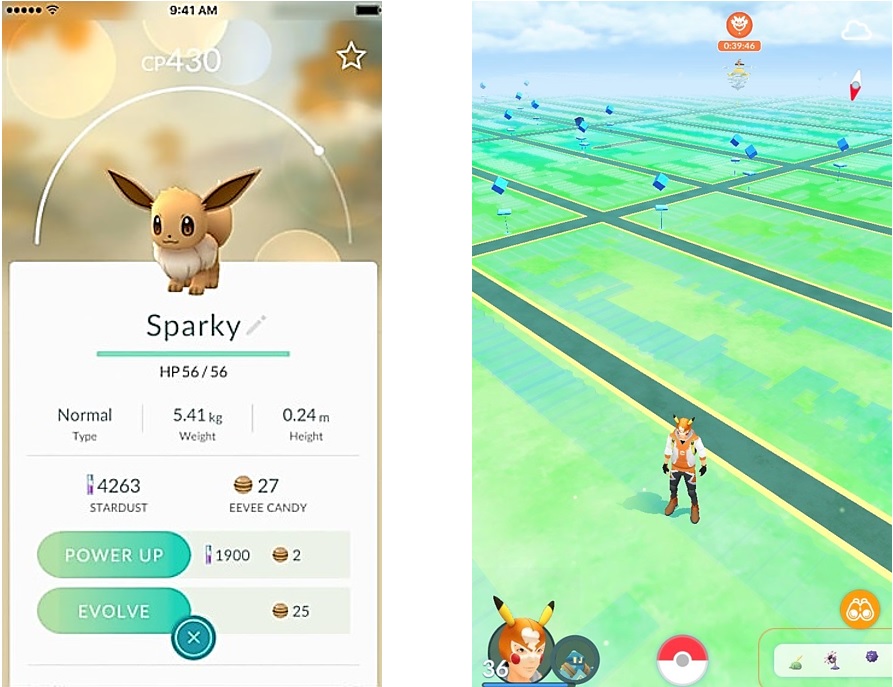 9:41 AM
CP430
Sparky
HP 56 / 56
Normal
5.41 kg
0.24 m
Type
Weight
Height
4263
27
STARDUST
EEVEE CANDY
POWER UP
1900
2
EVOLVE
25
0:39:46
36